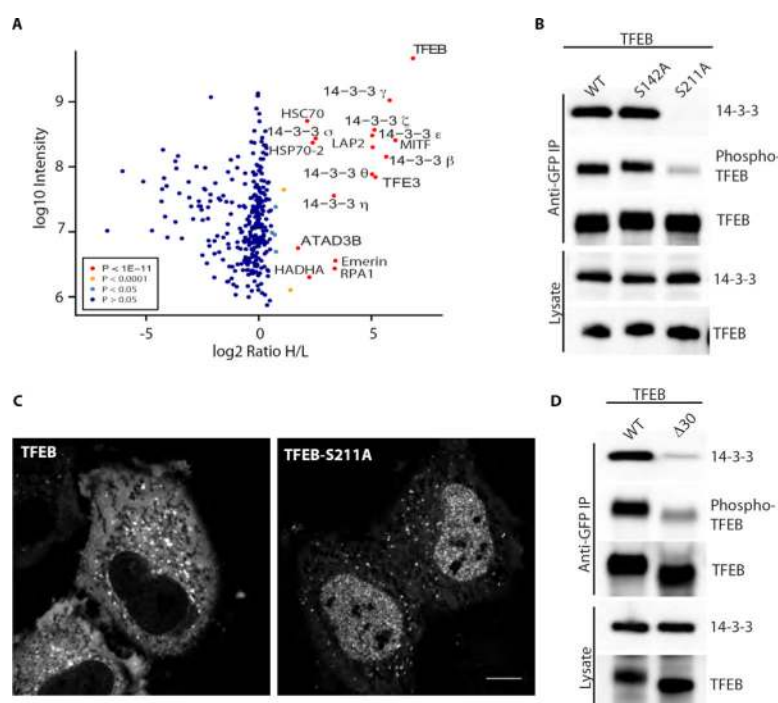 A
TFEB
14-3-3 γ
HSC70
14-3-3 ζ
14-3-3 σ
14-3-3 ε
HSP70-2
LAP2
MITF
14-3-3 β
14-3-3 θ
TFE3
14-3-3 η
ATAD3B
Emerin
HADHA
RPA1
9
8
7
6
log10 Intensity
P < 1E-11
P < 0.0001
P < 0.05
P > 0.05
-5
0
5
log2 Ratio H/L
B
TFEB
WT
S142A
S211A
Anti-GFP IP
14-3-3
Phospho-
TFEB
TFEB
Lysate
14-3-3
TFEB
C
TFEB
TFEB-S211A
D
TFEB
WT
Δ30
Anti-GFP IP
14-3-3
Phospho-
TFEB
TFEB
Lysate
14-3-3
TFEB